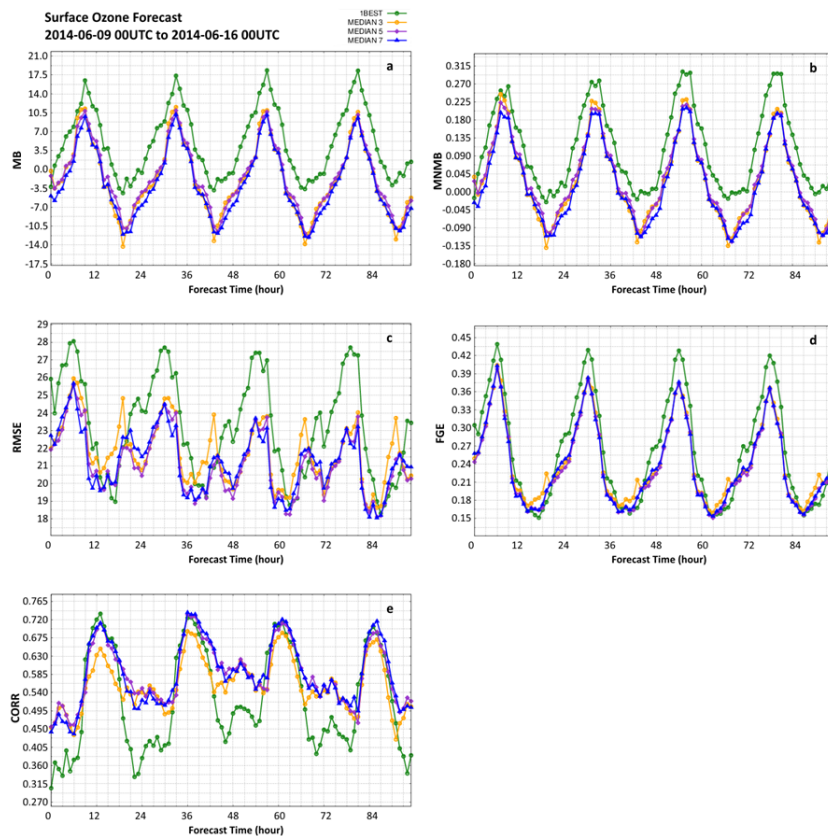 Surface Ozone Forecast
2014-06-09 00UTC to 2014-06-16 00UTC
†BEST
MEDIAN 3
MEDIAN 5
MEDIAN 7
a
MB
21.0
17.5
14.0
10.5
7.0
3.5
0.0
-3.5
-7.0
-10.5
-14.0
-17.5
0 12 24 36 48 60 72 84
Forecast Time (hour)
b
MNMB
0.315
0.270
0.225
0.180
0.135
0.090
0.045
0.000
-0.045
-0.090
-0.135
-0.180
0 12 24 36 48 60 72 84
Forecast Time (hour)
c
RMSE
29
28
27
26
25
24
23
22
21
20
19
18
0 12 24 36 48 60 72 84
Forecast Time (hour)
d
FGE
0.45
0.42
0.39
0.36
0.33
0.30
0.27
0.24
0.21
0.18
0.15
0 12 24 36 48 60 72 84
Forecast Time (hour)
e
CORR
0.765
0.720
0.675
0.630
0.585
0.540
0.495
0.450
0.405
0.360
0.315
0.270
0 12 24 36 48 60 72 84
Forecast Time (hour)